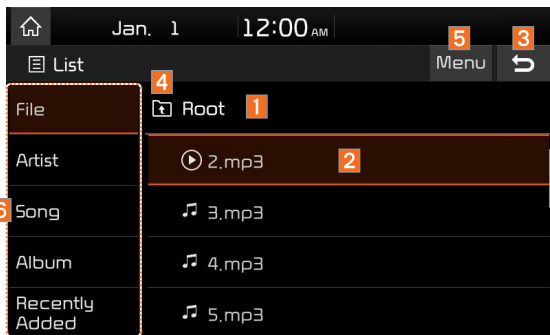 Jan. 1 12:00 AM
5 3
List Menu
4
File Root 1
Artist 2.mp3 2
6 Song 3.mp3
Album 4.mp3
Recently
Added 5.mp3